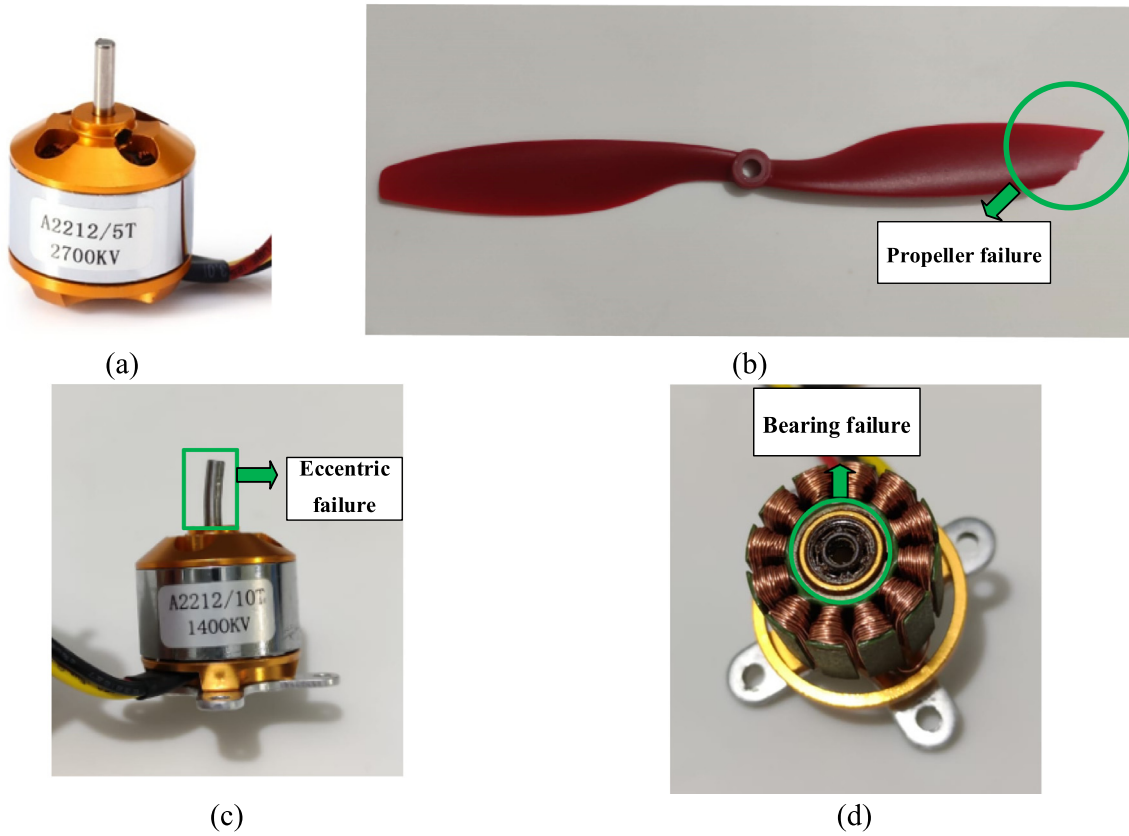 A2212/5T
2700KV
Propeller failure
(a)
(b)
Bearing failure
Eccentric
failure
A2212/10T
1400KV
(c)
(d)